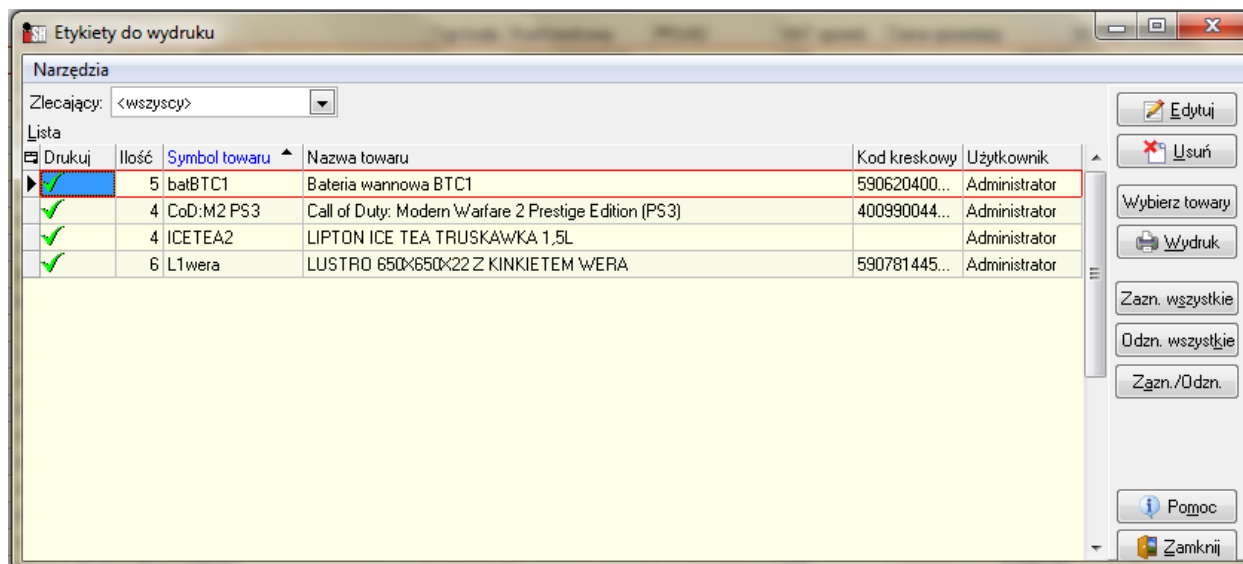 Etykiety do wydruku
Narzędzia
Zlecający: <wszyscy>
Lista
Drukuj Ilość Symbol towaru Nazwa towaru Kod kreskowy Użytkownik
5 batBTC1 Bateria wannowa BTC1 590620400... Administrator
4 CoD:M2 PS3 Call of Duty: Modern Warfare 2 Prestige Edition (PS3) 400990044... Administrator
4 ICETEA2 LIPTON ICE TEA TRUSKAWKA 1,5L Administrator
6 L1wera LUSTRO 650X650X22 Z KINKIETEM WERA 590781445... Administrator
Edytuj
Usuń
Wybierz towary
Wydruk
Zazn. wszystkie
Odzn. wszystkie
Zazn./Odzn.
Pomoc
Zamknij